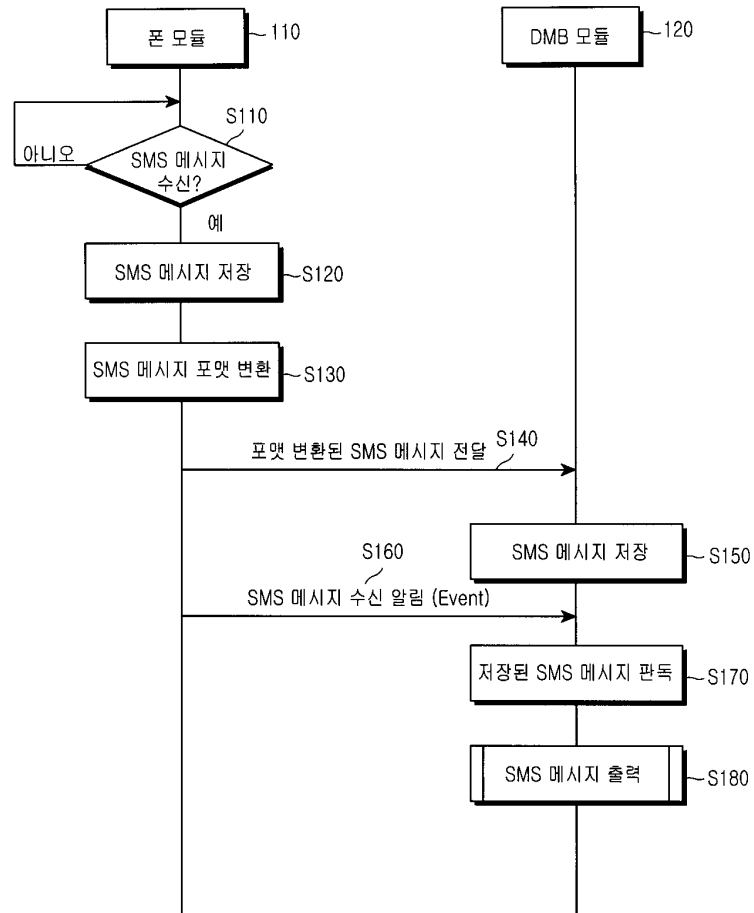 폰 모듈
110
DMB 모듈
120
S110
아니오
SMS 메시지
수신?
예
SMS 메시지 저장
S120
SMS 메시지 포맷 변환
S130
포맷 변환된 SMS 메시지 전달
S140
SMS 메시지 저장
S150
S160
SMS 메시지 수신 알림 (Event)
저장된 SMS 메시지 판독
S170
SMS 메시지 출력
S180